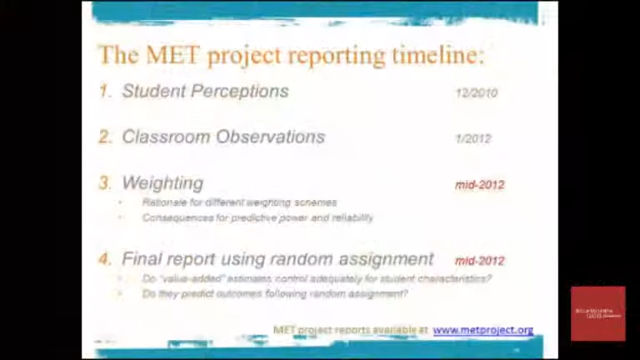 The MET project reporting timeline:
1. Student Perceptions 12/2010
2. Classroom Observations 1/2012
3. Weighting mid-2012
• Rationale for different weighting schemes
• Consequences for predictive power and reliability
4. Final report using random assignment mid-2012
• Do "value-added" estimates control adequately for student characteristics?
• Do they predict outcomes following random assignment?
MET project reports available at www.metproject.org